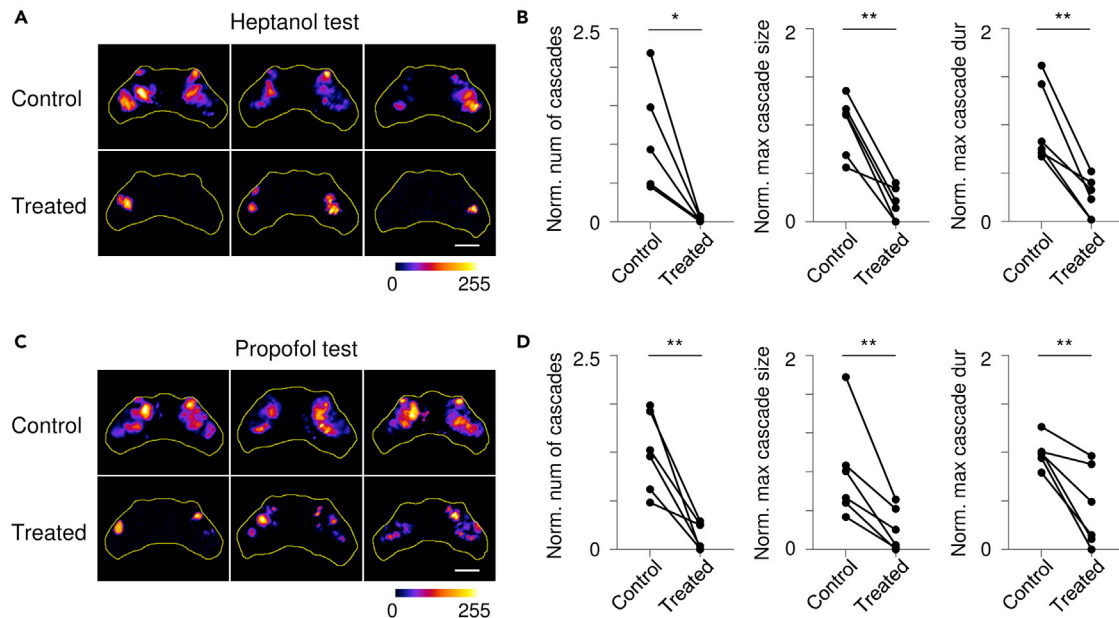 A
Heptanol test
Control
Treated
0 255
B
Norm. num of cascades
2.5
0
*
Control
Treated
Norm. max cascade size
2
0
**
Control
Treated
Norm. max cascade dur
2
0
**
Control
Treated
C
Propofol test
Control
Treated
0 255
D
Norm. num of cascades
2.5
0
**
Control
Treated
Norm. max cascade size
2
0
**
Control
Treated
Norm. max cascade dur
2
0
**
Control
Treated